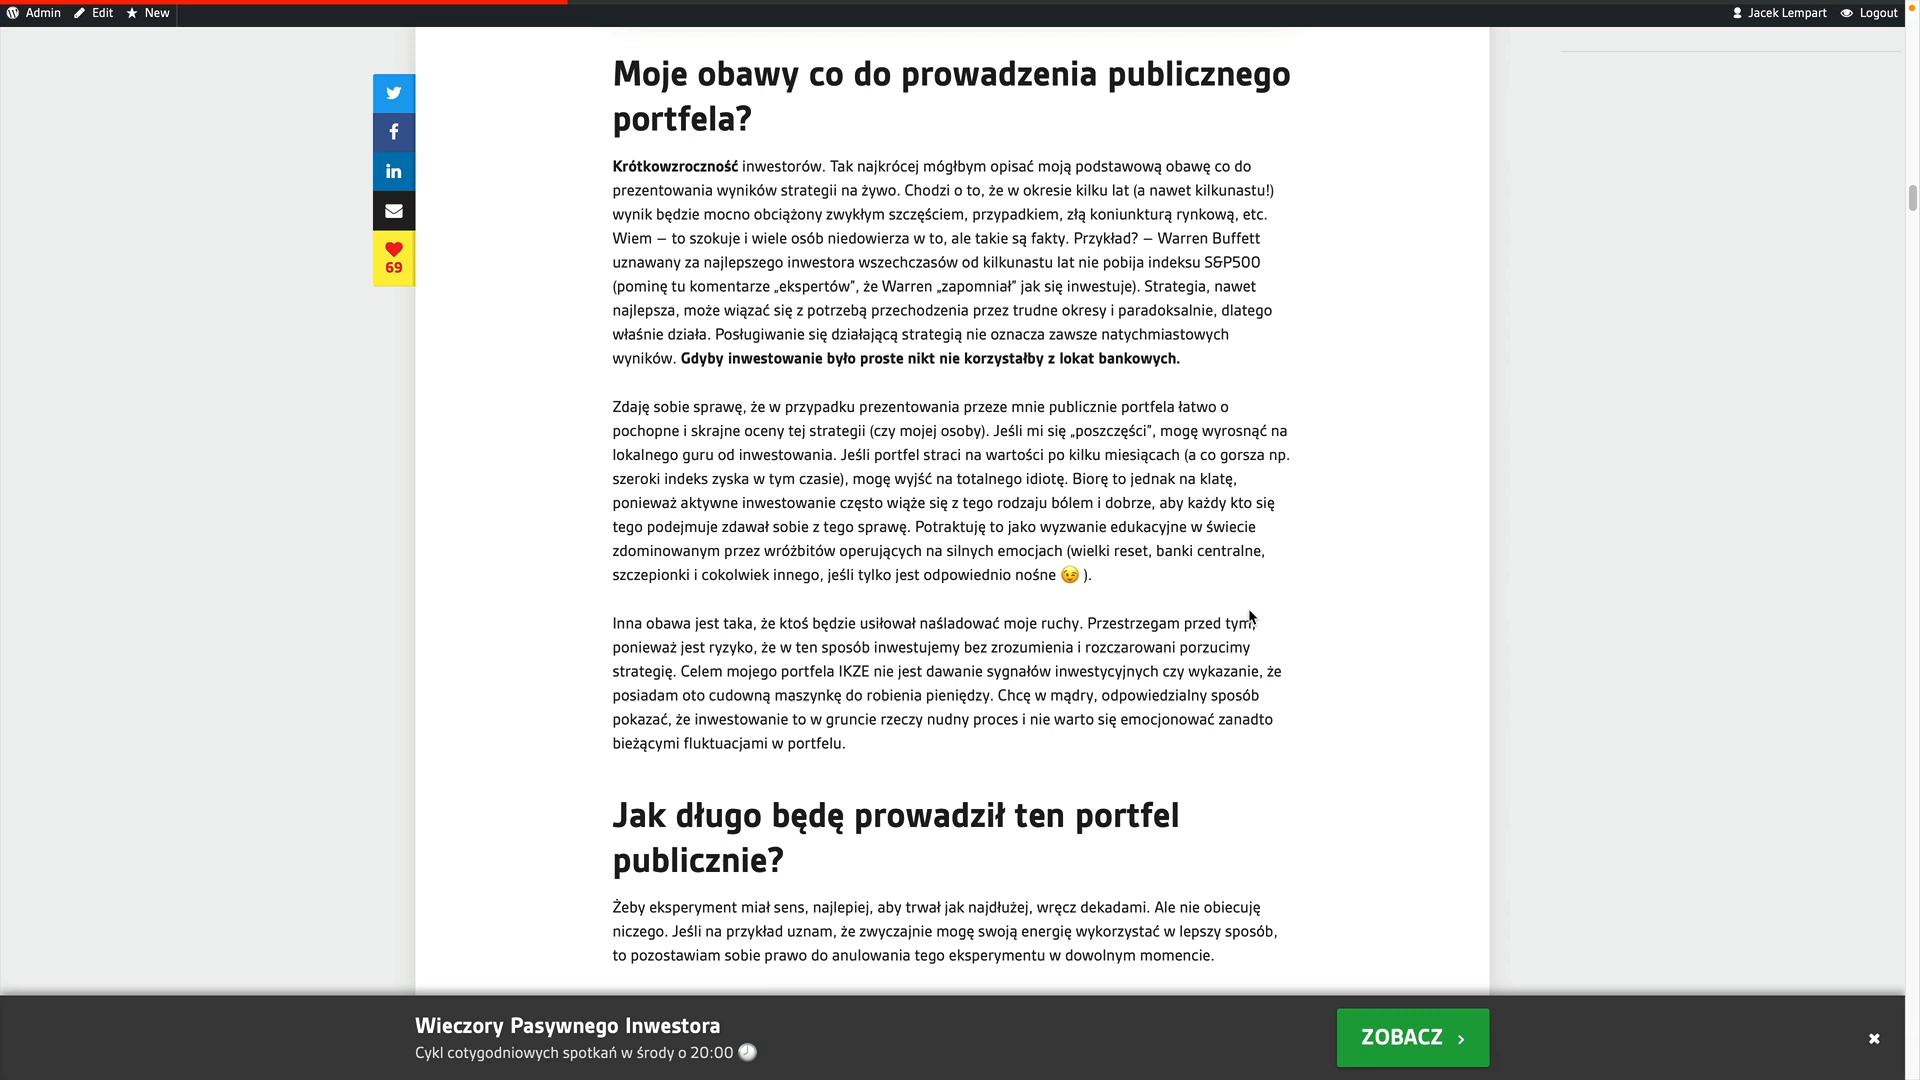 Admin Edit New Jacek Lempart Logout
Moje obawy co do prowadzenia publicznego
portfela?
Krótkowzroczność inwestorów. Tak najkrócej mógłbym opisać moją podstawową obawę co do
prezentowania wyników strategii na żywo. Chodzi o to, że w okresie kilku lat (a nawet kilkunastu!)
wynik będzie mocno obciążony zwykłym szczęściem, przypadkiem, złą koniunkturą rynkową, etc.
Wiem – to szokuje i wiele osób niedowierza w to, ale takie są fakty. Przykład? – Warren Buffett
uznawany za najlepszego inwestora wszechczasów od kilkunastu lat nie pobija indeksu S&P500
(pominę tu komentarze „ekspertów”, że Warren „zapomniał” jak się inwestuje). Strategia, nawet
najlepsza, może wiązać się z potrzebą przechodzenia przez trudne okresy i paradoksalnie, dlatego
właśnie działa. Posługiwanie się działającą strategią nie oznacza zawsze natychmiastowych
wyników. Gdyby inwestowanie było proste nikt nie korzystałby z lokat bankowych.
69
Zdaję sobie sprawę, że w przypadku prezentowania przeze mnie publicznie portfela łatwo o
pochopne i skrajne oceny tej strategii (czy mojej osoby). Jeśli mi się „poszczęści”, mogę wyrosnąć na
lokalnego guru od inwestowania. Jeśli portfel straci na wartości po kilku miesiącach (a co gorsza np.
szeroki indeks zyska w tym czasie), mogę wyjść na totalnego idiotę. Biorę to jednak na klatę,
ponieważ aktywne inwestowanie często wiąże się z tego rodzaju bólem i dobrze, aby każdy kto się
tego podejmuje zdawał sobie z tego sprawę. Potraktuję to jako wyzwanie edukacyjne w świecie
zdominowanym przez wróżbitów operujących na silnych emocjach (wielki reset, banki centralne,
szczepionki i cokolwiek innego, jeśli tylko jest odpowiednio nośne 😉 ).
Inna obawa jest taka, że ktoś będzie usiłował naśladować moje ruchy. Przestrzegam przed tym,
ponieważ jest ryzyko, że w ten sposób inwestujemy bez zrozumienia i rozczarowani porzucimy
strategię. Celem mojego portfela IKZE nie jest dawanie sygnałów inwestycyjnych czy wykazanie, że
posiadam oto cudowną maszynkę do robienia pieniędzy. Chcę w mądry, odpowiedzialny sposób
pokazać, że inwestowanie to w gruncie rzeczy nudny proces i nie warto się emocjonować zanadto
bieżącymi fluktuacjami w portfelu.
Jak długo będę prowadził ten portfel
publicznie?
Żeby eksperyment miał sens, najlepiej, aby trwał jak najdłużej, wręcz dekadami. Ale nie obiecuję
niczego. Jeśli na przykład uznam, że zwyczajnie mogę swoją energię wykorzystać w lepszy sposób,
to pozostawiam sobie prawo do anulowania tego eksperymentu w dowolnym momencie.
Wieczory Pasywnego Inwestora
Cykl cotygodniowych spotkań w środy o 20:00 🕗
ZOBACZ